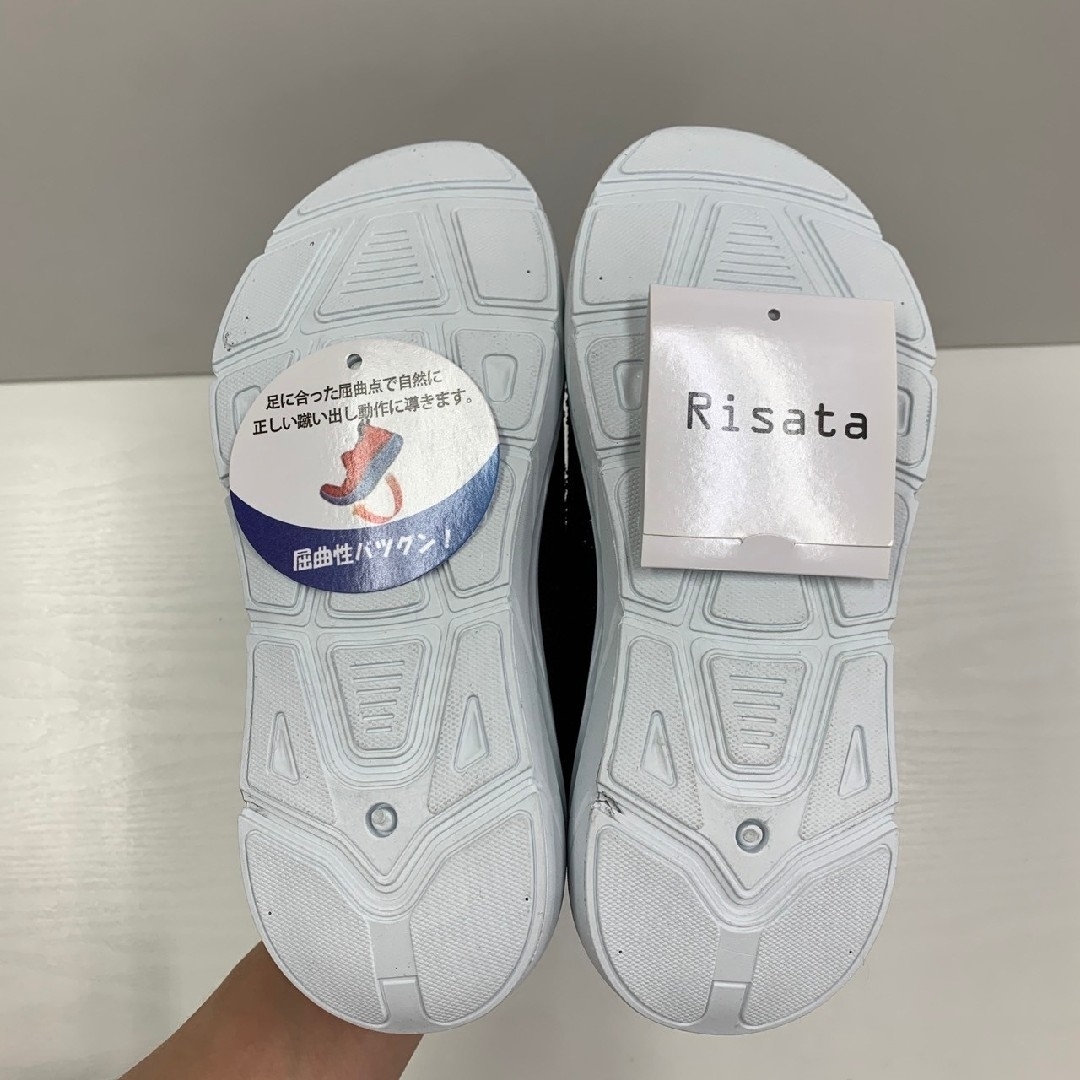 足に合った屈曲点で自然に
正しい蹴い出し動作に導きます。
屈曲性バツグン!
Risata